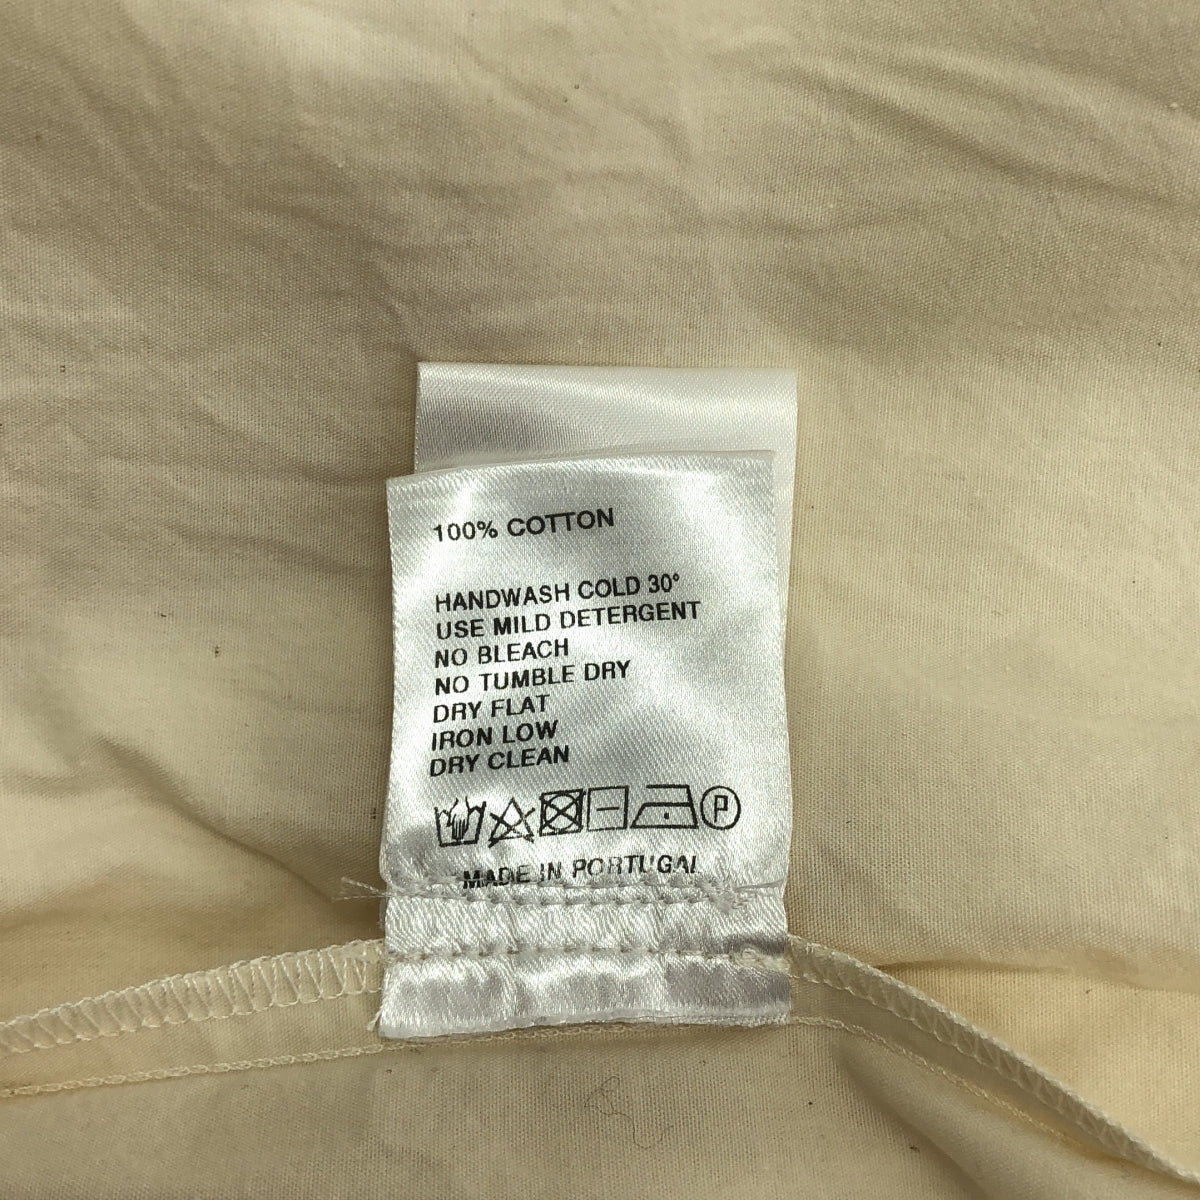 100% COTTON
HANDWASH COLD 30°
USE MILD DETERGENT
NO BLEACH
NO TUMBLE DRY
DRY FLAT
IRON LOW
DRY CLEAN
P
MADE IN PORTUGAL